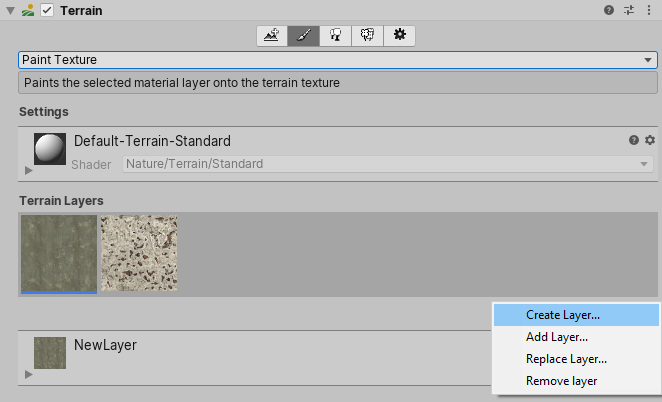 Terrain
Paint Texture
Paints the selected material layer onto the terrain texture
Settings
Default-Terrain-Standard
Shader Nature/Terrain/Standard
Terrain Layers
Create Layer...
Add Layer...
NewLayer
Replace Layer...
Remove layer